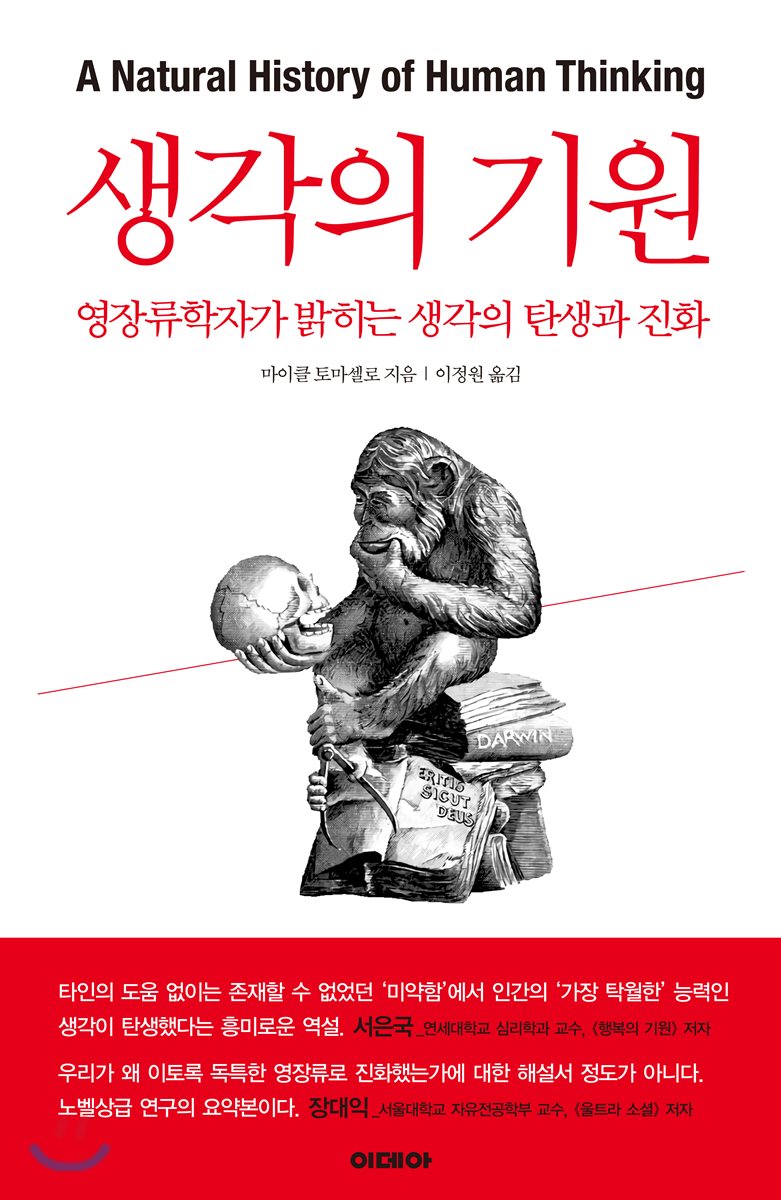 A Natural History of Human Thinking
생각의 기원
영장류학자가 밝히는 생각의 탄생과 진화
마이클 토마셀로 지음 | 이정원 옮김
DARWIN
ERITIS
SICUT
DEUS
타인의 도움 없이는 존재할 수 없었던 ‘미약함’에서 인간의 ‘가장 탁월한’ 능력인
생각이 탄생했다는 흥미로운 역설. 서은국_연세대학교 심리학과 교수, 《행복의 기원》 저자
우리가 왜 이토록 독특한 영장류로 진화했는가에 대한 해설서 정도가 아니다.
노벨상급 연구의 요약본이다. 장대익_서울대학교 자유전공학부 교수, 《울트라 소셜》 저자
이데아